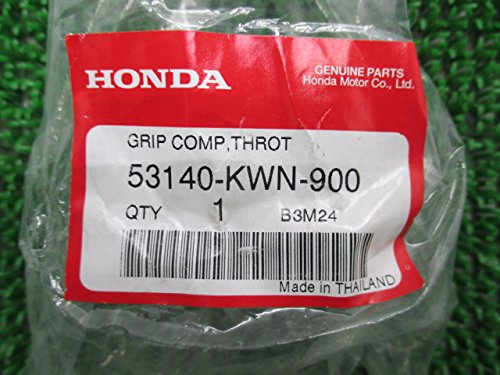 HONDA
GENUINE PARTS
Honda Motor Co., Ltd.
GRIP COMP,THROT
53140-KWN-900
QTY 1 B3M24
Made in THAILAND